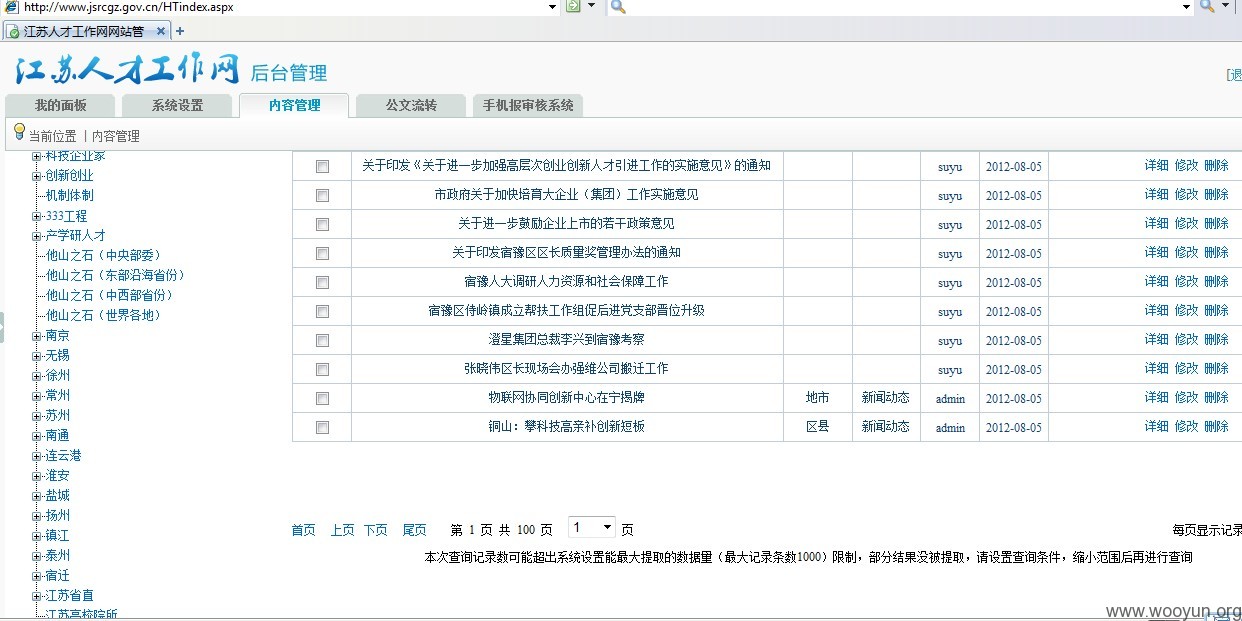 http://www.jsrcgz.gov.cn/HTindex.aspx
江苏人才工作网网站管
江苏人才工作网 后台管理
[退
我的面板 系统设置 内容管理 公文流转 手机报审核系统
当前位置 | 内容管理
科技企业家
创新创业
机制体制
333工程
产学研人才
他山之石（中央部委）
他山之石（东部沿海省份）
他山之石（中西部省份）
他山之石（世界各地）
南京
无锡
徐州
常州
苏州
南通
连云港
淮安
盐城
扬州
镇江
泰州
宿迁
江苏省直
江苏高校院所
关于印发《关于进一步加强高层次创业创新人才引进工作的实施意见》的通知 suyu 2012-08-05 详细 修改 删除
市政府关于加快培育大企业（集团）工作实施意见 suyu 2012-08-05 详细 修改 删除
关于进一步鼓励企业上市的若干政策意见 suyu 2012-08-05 详细 修改 删除
关于印发宿豫区区长质量奖管理办法的通知 suyu 2012-08-05 详细 修改 删除
宿豫人大调研人力资源和社会保障工作 suyu 2012-08-05 详细 修改 删除
宿豫区侍岭镇成立帮扶工作组促后进党支部晋位升级 suyu 2012-08-05 详细 修改 删除
澄星集团总裁李兴到宿豫考察 suyu 2012-08-05 详细 修改 删除
张晓伟区长现场会办强维公司搬迁工作 suyu 2012-08-05 详细 修改 删除
物联网协同创新中心在宁揭牌 地市 新闻动态 admin 2012-08-05 详细 修改 删除
铜山：攀科技高亲补创新短板 区县 新闻动态 admin 2012-08-05 详细 修改 删除
首页 上页 下页 尾页 第 1 页 共 100 页 1 页 每页显示记录
本次查询记录数可能超出系统设置能最大提取的数据量（最大记录条数1000）限制，部分结果没被提取，请设置查询条件，缩小范围后再进行查询
www.wooyun.org